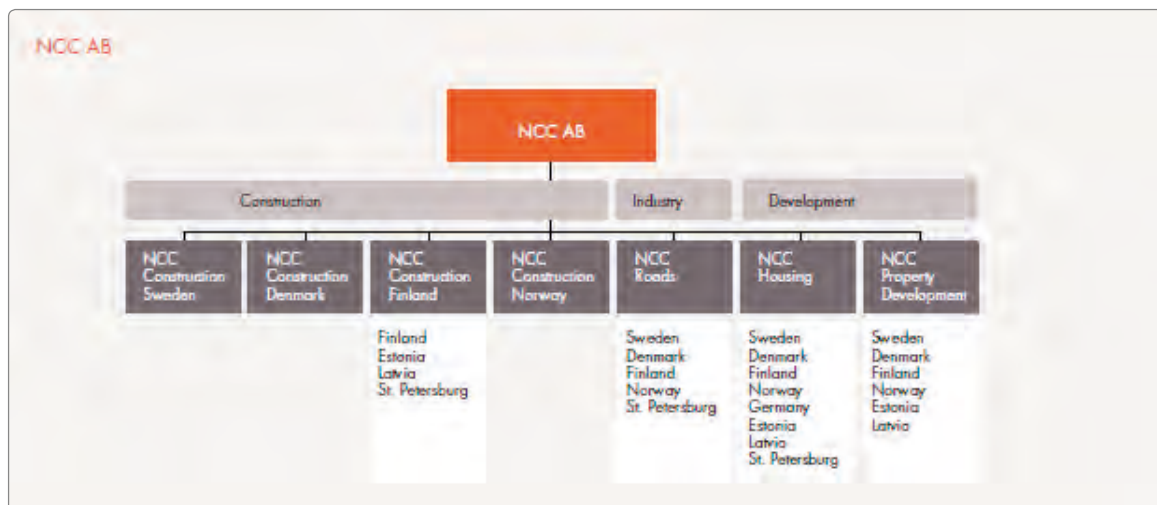 NCC AB
NCC AB
Construction
Industry
Development
NCC
Construction
Sweden
NCC
Construction
Denmark
NCC
Construction
Finland
NCC
Construction
Norway
NCC
Roads
NCC
Housing
NCC
Property
Development
Finland
Estonia
Latvia
St. Petersburg
Sweden
Denmark
Finland
Norway
St. Petersburg
Sweden
Denmark
Finland
Norway
Germany
Estonia
Latvia
St. Petersburg
Sweden
Denmark
Finland
Norway
Estonia
Latvia